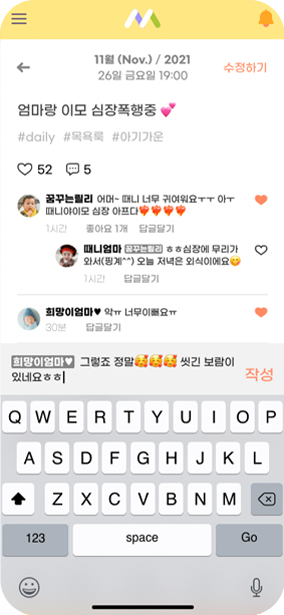 11월 (Nov.) / 2021
26일 금요일 19:00
수정하기
엄마랑 이모 심장폭행중 💕
#daily #목욕룩 #아기가운
52 5
꿈꾸는릴리 어머~ 때니 너무 귀여워요ㅜㅜ 아ㅜ
때니야이모 심장 아프다❤️‍🔥❤️‍🔥❤️‍🔥❤️‍🔥
1시간 좋아요 1개 답글달기
때니엄마 꿈꾸는릴리 ㅎㅎ심장에 무리가
와서(핑계^^) 오늘 저녁은 외식이에요😋
1시간 답글달기
희망이엄마♥ 악ㅠ 너무이뻐요ㅠ
30분 답글달기
희망이엄마♥ 그렇죠 정말🥰🥰🥰 씻긴 보람이
있네요ㅎㅎ
작성
Q W E R T Y U I O P
A S D F G H J K L
Z X C V B N M
123 space Go